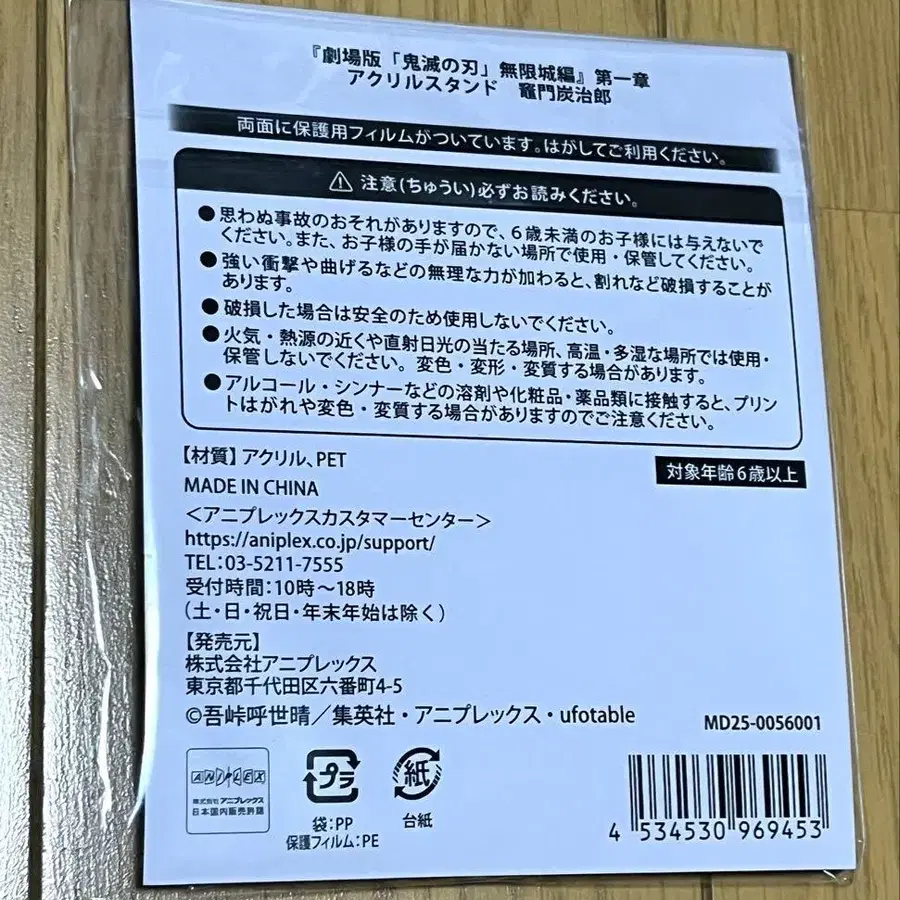 『劇場版「鬼滅の刃」無限城編』第一章
アクリルスタンド　竈門炭治郎
両面に保護用フィルムがついています。はがしてご利用ください。
⚠ 注意(ちゅうい)必ずお読みください。
●思わぬ事故のおそれがありますので、6歳未満のお子様には与えないで
ください。また、お子様の手が届かない場所で使用・保管してください。
●強い衝撃や曲げるなどの無理な力が加わると、割れなど破損することが
あります。
●破損した場合は安全のため使用しないでください。
●火気・熱源の近くや直射日光の当たる場所、高温・多湿な場所では使用・
保管しないでください。変色・変形・変質する場合があります。
●アルコール・シンナーなどの溶剤や化粧品・薬品類に接触すると、プリン
トはがれや変色・変質する場合がありますのでご注意ください。
【材質】アクリル、PET
対象年齢6歳以上
MADE IN CHINA
＜アニプレックスカスタマーセンター＞
https://aniplex.co.jp/support/
TEL：03-5211-7555
受付時間：10時～18時
（土・日・祝日・年末年始は除く）
【発売元】
株式会社アニプレックス
東京都千代田区六番町4-5
©吾峠呼世晴／集英社・アニプレックス・ufotable
MD25-0056001
ANIPLEX
株式会社アニプレックス
日本国内販売許諾
プラ
袋：PP
保護フィルム：PE
紙
台紙
4 534530 969453